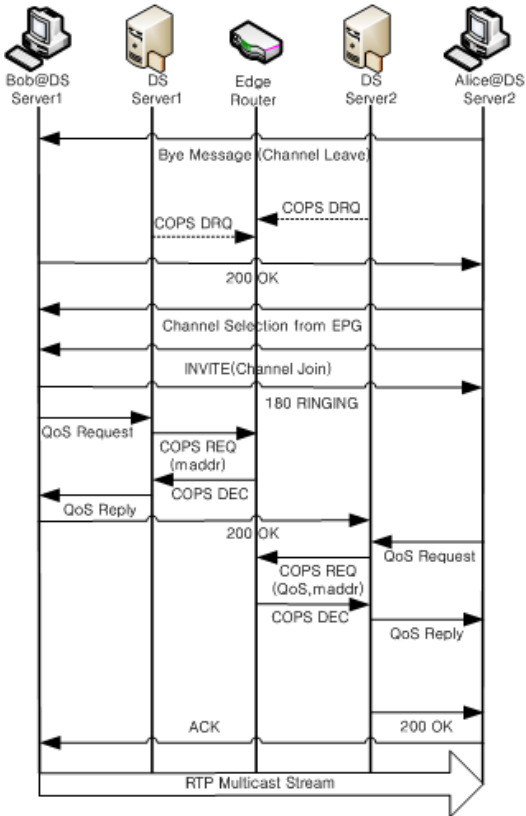 Bob@DS DS Edge DS Alice@DS
Server1 Server1 Router Server2 Server2
Bye Message (Channel Leave)
COPS DRQ
COPS DRQ
200 OK
Channel Selection from EPG
INVITE(Channel Join)
180 RINGING
QoS Request
COPS REQ
(maddr)
COPS DEC
QoS Reply
200 OK
QoS Request
COPS REQ
(QoS,maddr)
COPS DEC
QoS Reply
ACK 200 OK
RTP Multicast Stream